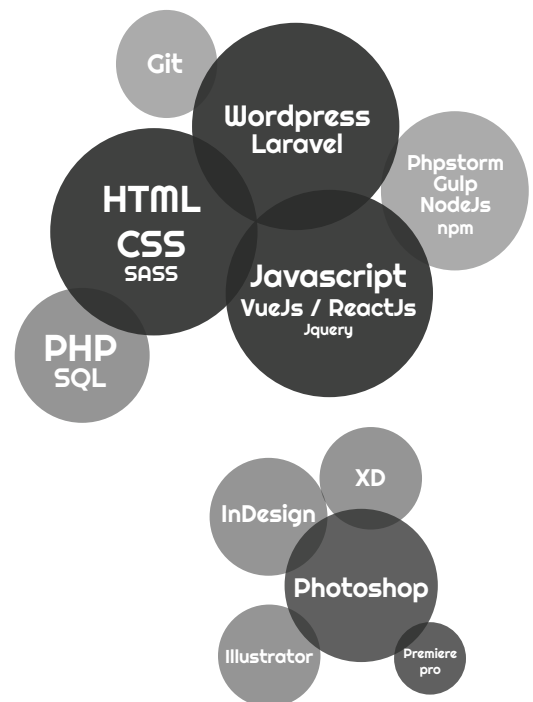 Git
Wordpress
Laravel
Phpstorm
Gulp
NodeJs
npm
HTML
CSS
SASS
Javascript
VueJs / ReactJs
Jquery
PHP
SQL
XD
InDesign
Photoshop
Illustrator
Premiere
pro